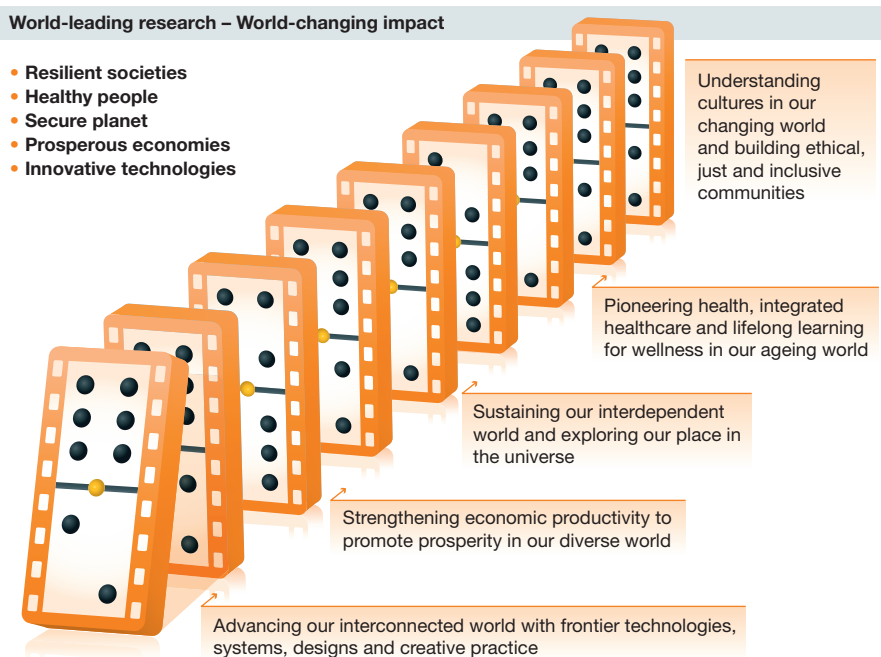 World-leading research – World-changing impact
• Resilient societies
• Healthy people
• Secure planet
• Prosperous economies
• Innovative technologies
Understanding
cultures in our
changing world
and building ethical,
just and inclusive
communities
Pioneering health, integrated
healthcare and lifelong learning
for wellness in our ageing world
Sustaining our interdependent
world and exploring our place in
the universe
Strengthening economic productivity to
promote prosperity in our diverse world
Advancing our interconnected world with frontier technologies,
systems, designs and creative practice